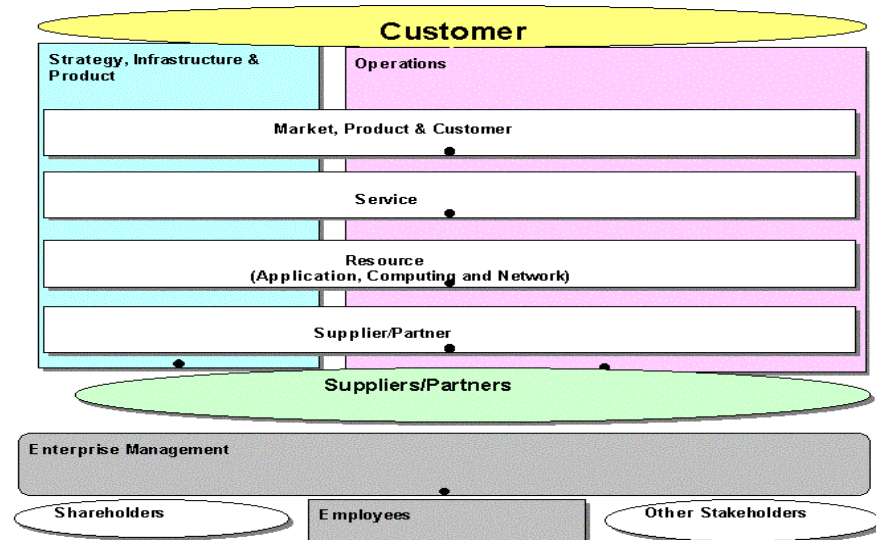 Customer
Strategy, Infrastructure &
Product
Operations
Market, Product & Customer
Service
Resource
(Application, Computing and Network)
Supplier/Partner
Suppliers/Partners
Enterprise Management
Shareholders
Employees
Other Stakeholders